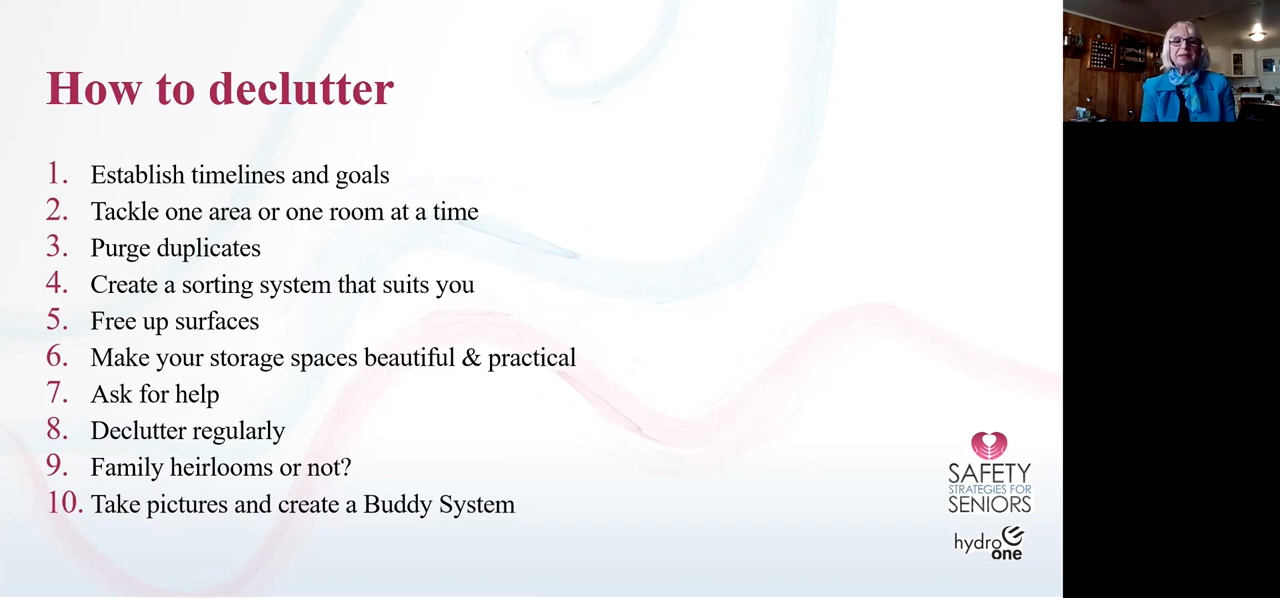 How to declutter
1. Establish timelines and goals
2. Tackle one area or one room at a time
3. Purge duplicates
4. Create a sorting system that suits you
5. Free up surfaces
6. Make your storage spaces beautiful & practical
7. Ask for help
8. Declutter regularly
9. Family heirlooms or not?
10. Take pictures and create a Buddy System
SAFETY
STRATEGIES FOR
SENIORS
hydro
one